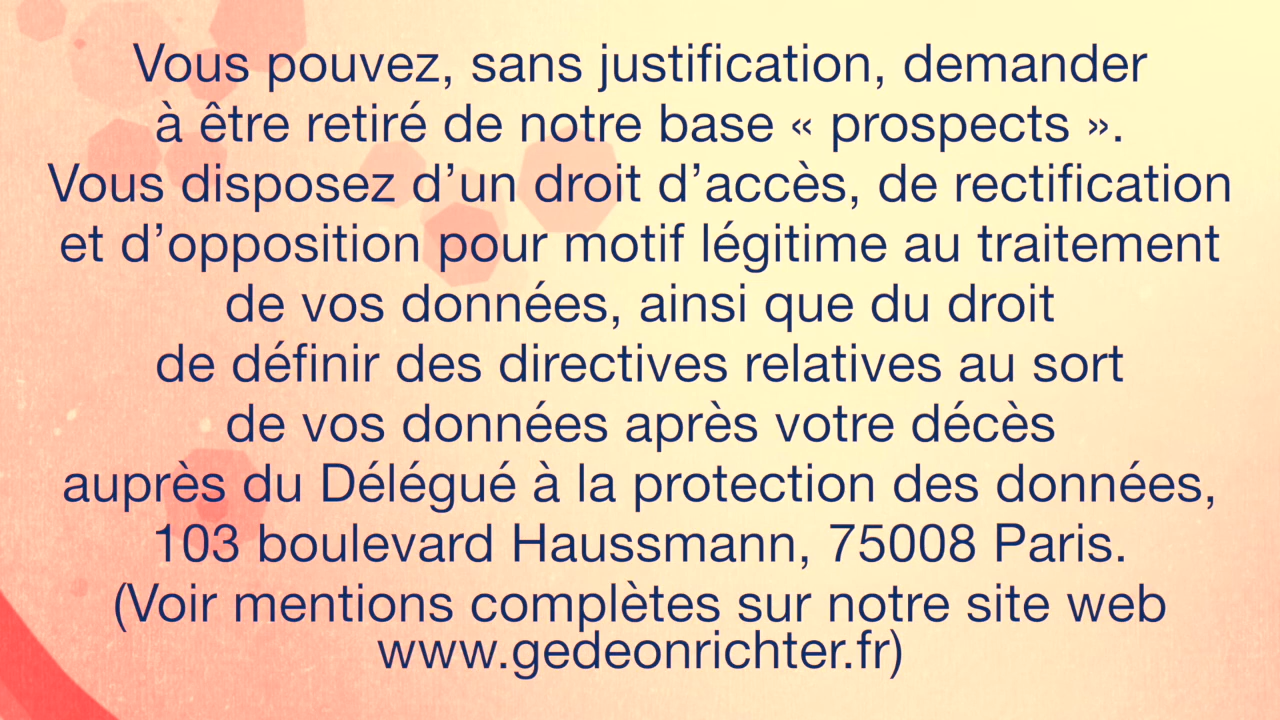 Vous pouvez, sans justification, demander
à être retiré de notre base « prospects ».
Vous disposez d’un droit d’accès, de rectification
et d’opposition pour motif légitime au traitement
de vos données, ainsi que du droit
de définir des directives relatives au sort
de vos données après votre décès
auprès du Délégué à la protection des données,
103 boulevard Haussmann, 75008 Paris.
(Voir mentions complètes sur notre site web
www.gedeonrichter.fr)